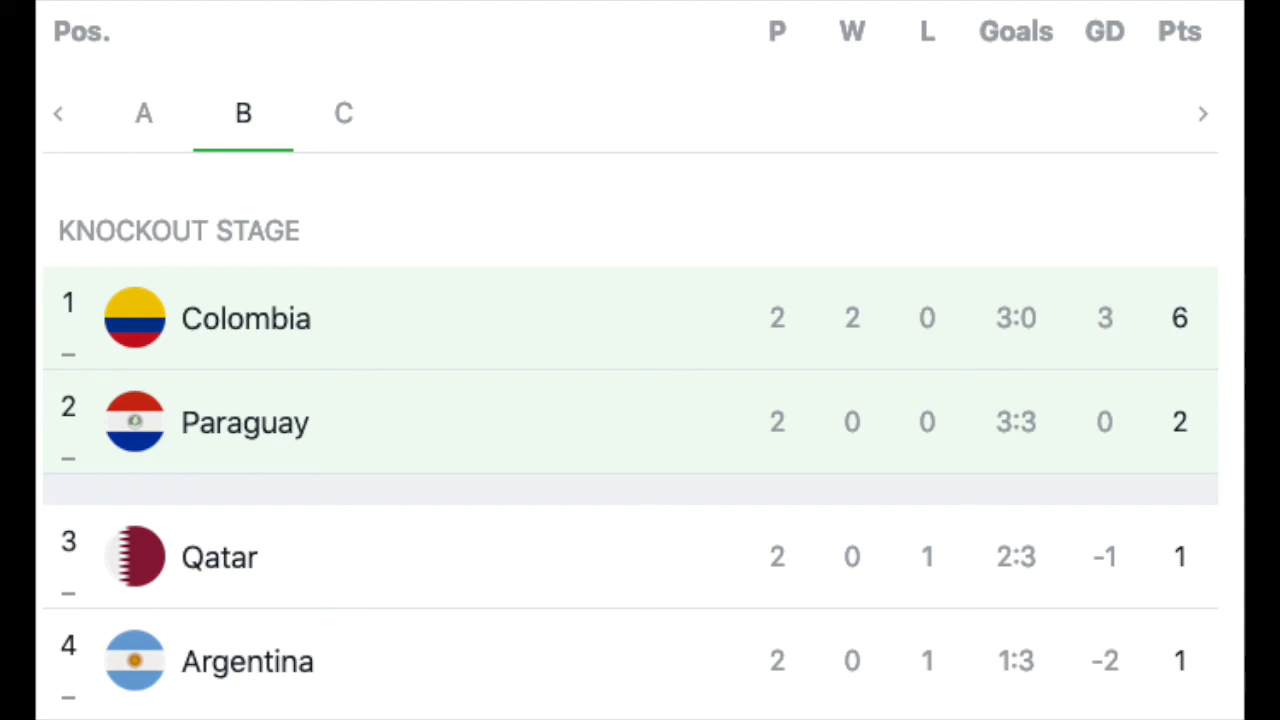 Pos. P W L Goals GD Pts
A B C
KNOCKOUT STAGE
1 Colombia 2 2 0 3:0 3 6
2 Paraguay 2 0 0 3:3 0 2
3 Qatar 2 0 1 2:3 -1 1
4 Argentina 2 0 1 1:3 -2 1